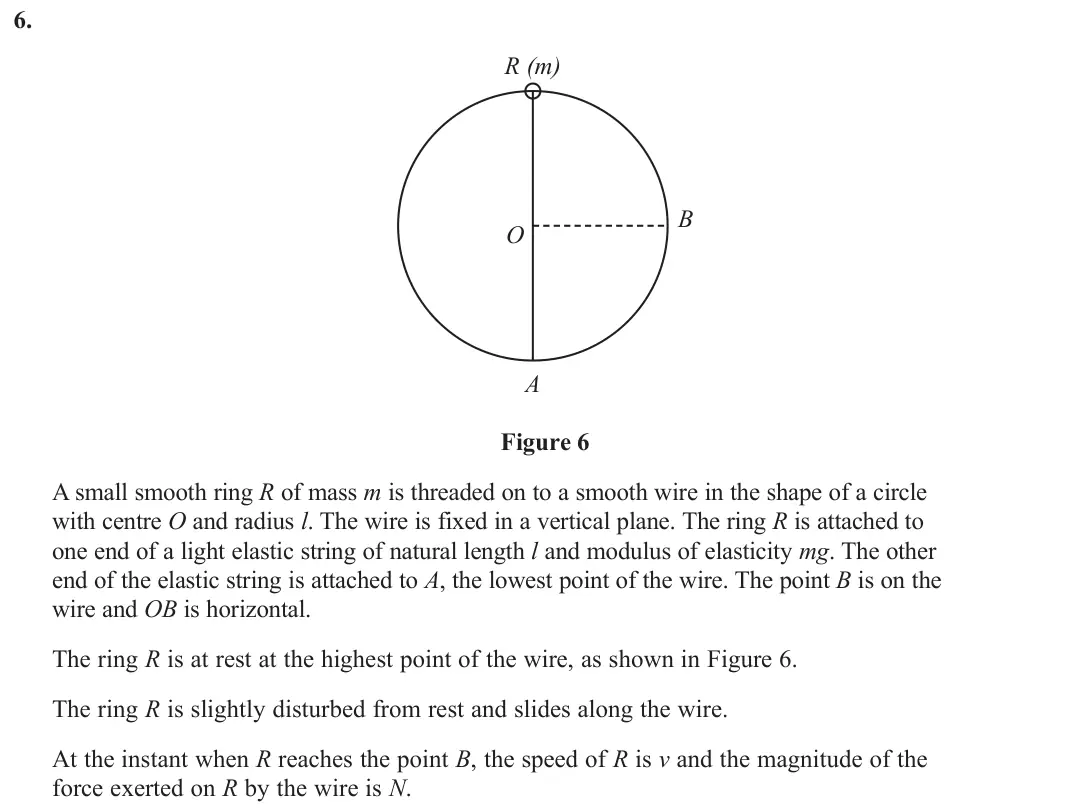 6.
R (m)
B
O
A
Figure 6
A small smooth ring R of mass m is threaded on to a smooth wire in the shape of a circle
with centre O and radius l. The wire is fixed in a vertical plane. The ring R is attached to
one end of a light elastic string of natural length l and modulus of elasticity mg. The other
end of the elastic string is attached to A, the lowest point of the wire. The point B is on the
wire and OB is horizontal.
The ring R is at rest at the highest point of the wire, as shown in Figure 6.
The ring R is slightly disturbed from rest and slides along the wire.
At the instant when R reaches the point B, the speed of R is v and the magnitude of the
force exerted on R by the wire is N.